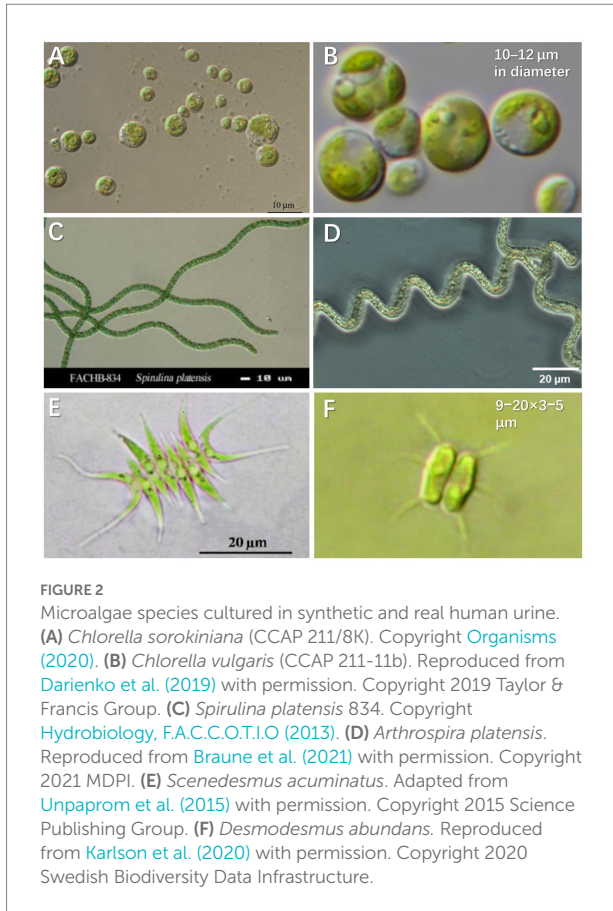 A
B
10–12 μm
in diameter
10 μm
C
D
FACHB-834 Spirulina platensis
10 um
20 μm
E
F
9–20×3–5
μm
20 μm
FIGURE 2
Microalgae species cultured in synthetic and real human urine.
(A) Chlorella sorokiniana (CCAP 211/8K). Copyright Organisms
(2020). (B) Chlorella vulgaris (CCAP 211-11b). Reproduced from
Darienko et al. (2019) with permission. Copyright 2019 Taylor &
Francis Group. (C) Spirulina platensis 834. Copyright
Hydrobiology, F.A.C.C.O.T.I.O (2013). (D) Arthrospira platensis.
Reproduced from Braune et al. (2021) with permission. Copyright
2021 MDPI. (E) Scenedesmus acuminatus. Adapted from
Unpaprom et al. (2015) with permission. Copyright 2015 Science
Publishing Group. (F) Desmodesmus abundans. Reproduced
from Karlson et al. (2020) with permission. Copyright 2020
Swedish Biodiversity Data Infrastructure.